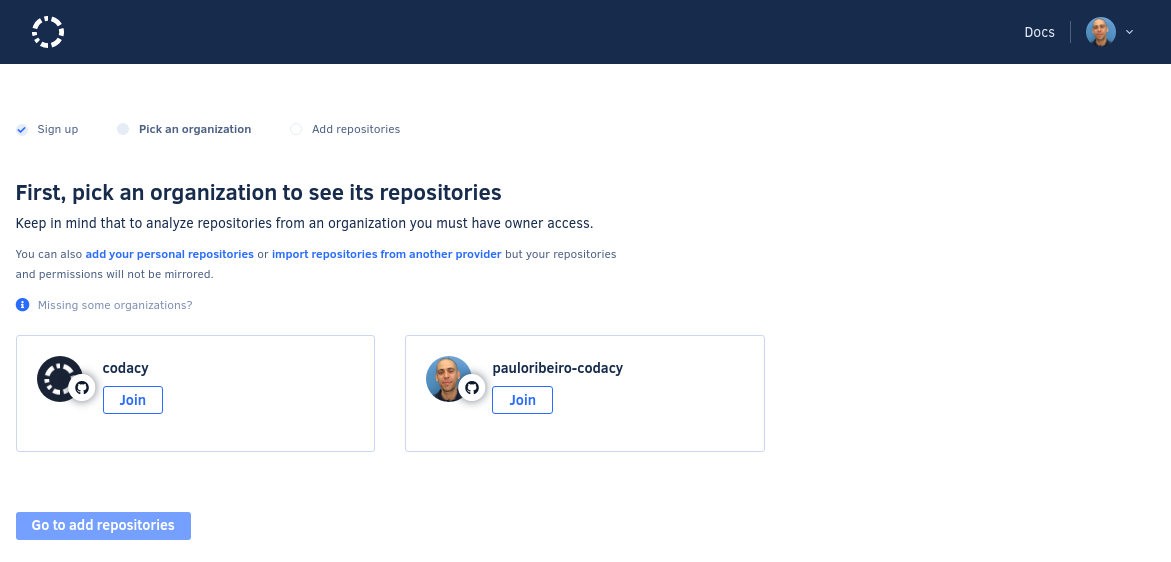 Docs
Sign up Pick an organization Add repositories
First, pick an organization to see its repositories
Keep in mind that to analyze repositories from an organization you must have owner access.
You can also add your personal repositories or import repositories from another provider but your repositories
and permissions will not be mirrored.
Missing some organizations?
codacy
Join
pauloribeiro-codacy
Join
Go to add repositories